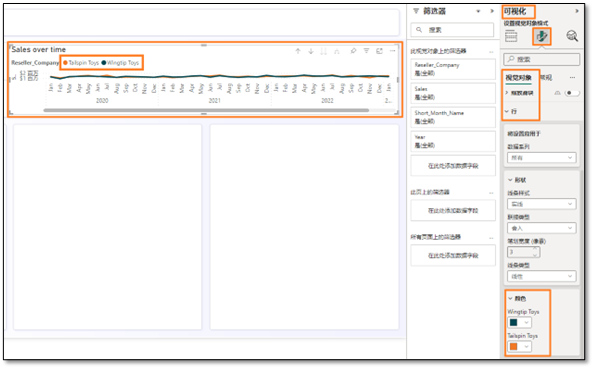 Sales over time
Reseller_Company Tailspin Toys Wingtip Toys
$2 百万
$1 百万
Jan Feb Mar Apr May Jun Jul Aug Sep Oct Nov Dec Jan Feb Mar Apr May Jun Jul Aug Sep Oct Nov Dec Jan Feb Mar Apr May Jun Jul Aug Sep Oct Nov Dec Jan
2020 2021 2022 2...
筛选器
搜索
此视觉对象上的筛选器
Reseller_Company
是(全部)
Sales
是(全部)
Short_Month_Name
是(全部)
Year
是(全部)
在此处添加数据字段
此页上的筛选器
在此处添加数据字段
所有页面上的筛选器
在此处添加数据字段
可视化
设置视觉对象格式
搜索
视觉对象 常规
行
将设置应用于
数据系列
所有
形状
线条样式
实线
联接类型
笔划宽度 (像素)
3
线条类型
线性
颜色
Wingtip Toys
Tailspin Toys